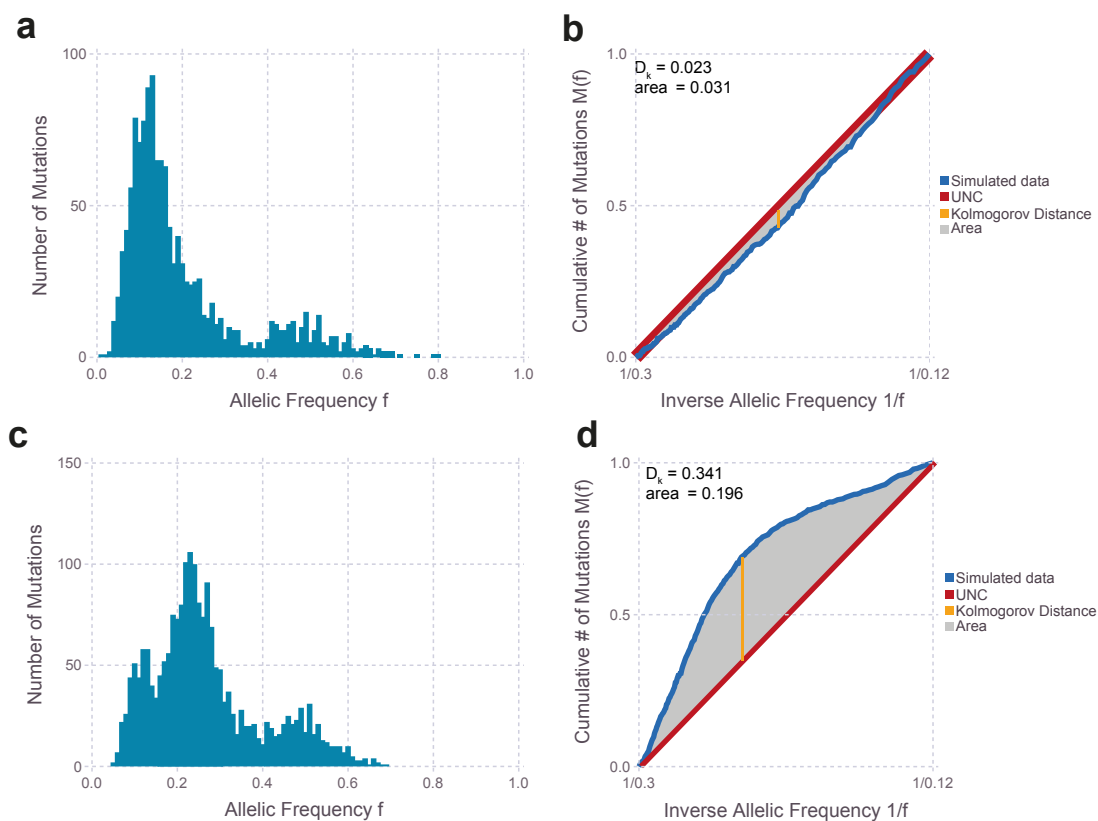 a
100
50
0
0.0 0.2 0.4 0.6 0.8 1.0
Number of Mutations
Allelic Frequency f
b
1.0
0.5
0.0
1/0.3 1/0.12
D_k = 0.023
area = 0.031
Cumulative # of Mutations M(f)
Inverse Allelic Frequency 1/f
Simulated data
UNC
Kolmogorov Distance
Area
c
150
100
50
0
0.0 0.2 0.4 0.6 0.8 1.0
Number of Mutations
Allelic Frequency f
d
1.0
0.5
0.0
1/0.3 1/0.12
D_k = 0.341
area = 0.196
Cumulative # of Mutations M(f)
Inverse Allelic Frequency 1/f
Simulated data
UNC
Kolmogorov Distance
Area